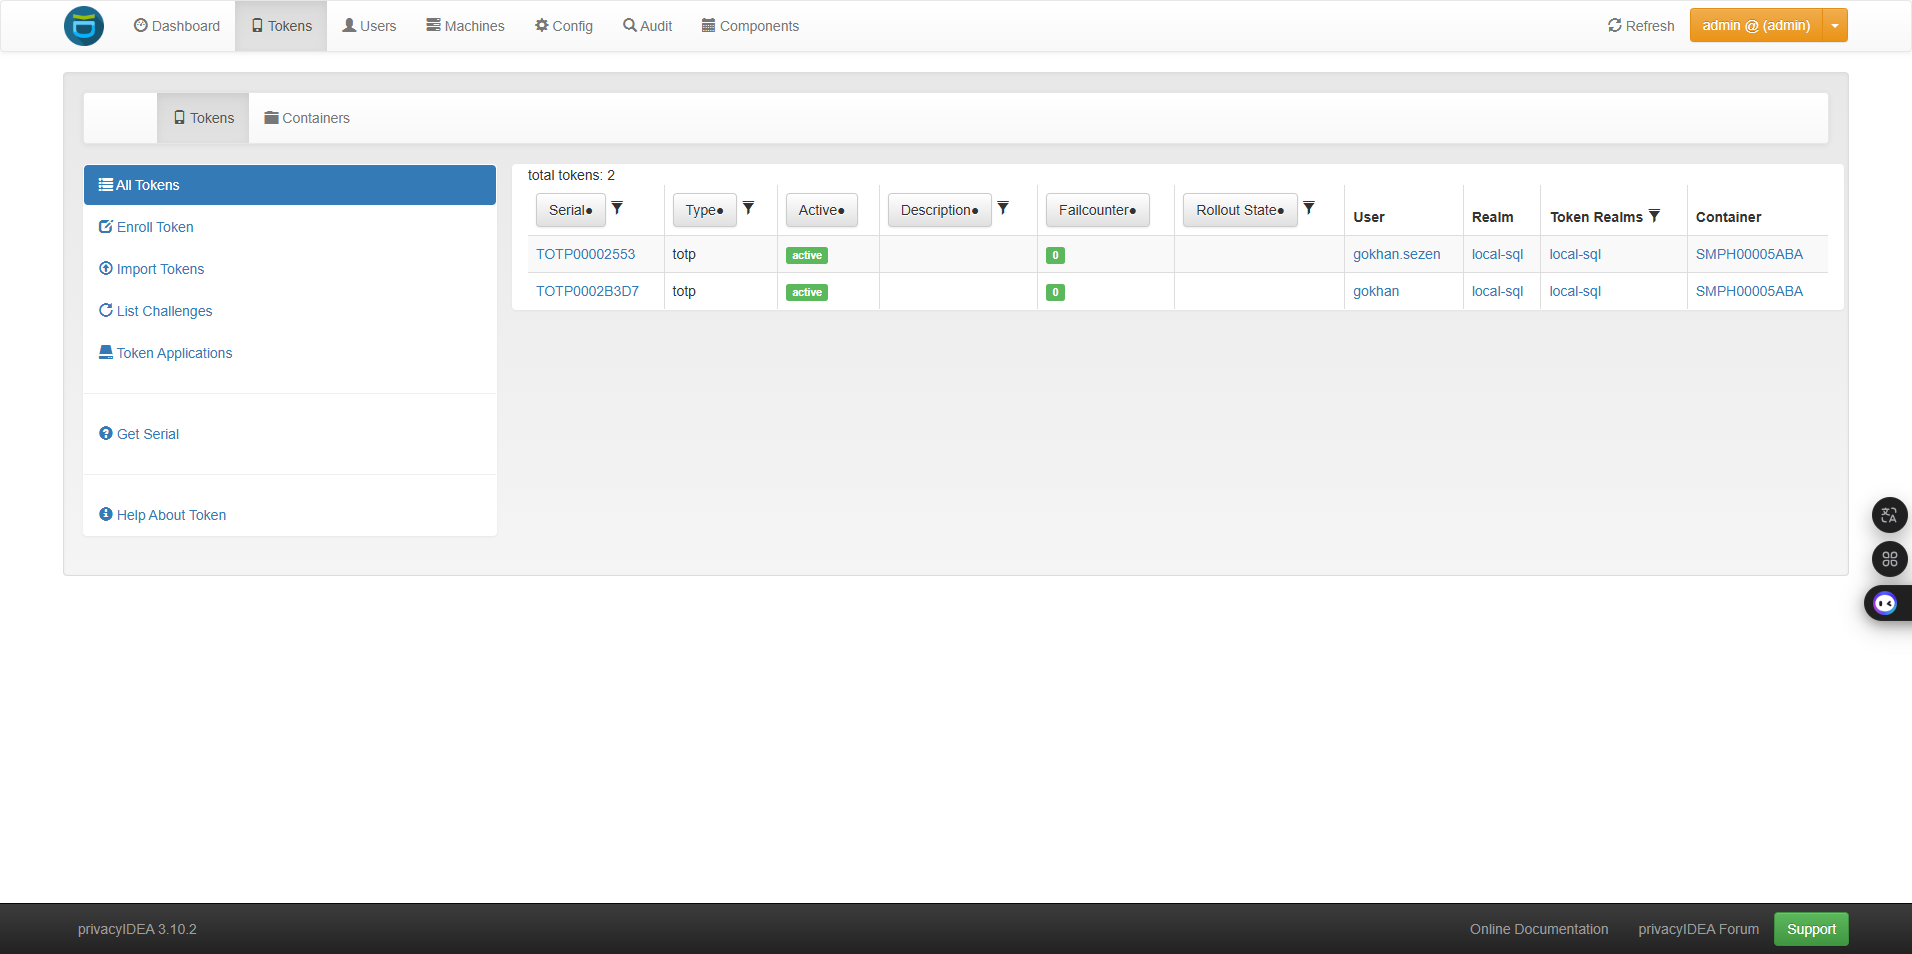 Dashboard Tokens Users Machines Config Audit Components Refresh admin @ (admin)
Tokens Containers
All Tokens
Enroll Token
Import Tokens
List Challenges
Token Applications
Get Serial
Help About Token
total tokens: 2
Serial● Type● Active● Description● Failcounter● Rollout State● User Realm Token Realms Container
TOTP00002553 totp active 0 gokhan.sezen local-sql local-sql SMPH00005ABA
TOTP0002B3D7 totp active 0 gokhan local-sql local-sql SMPH00005ABA
privacyIDEA 3.10.2 Online Documentation privacyIDEA Forum Support